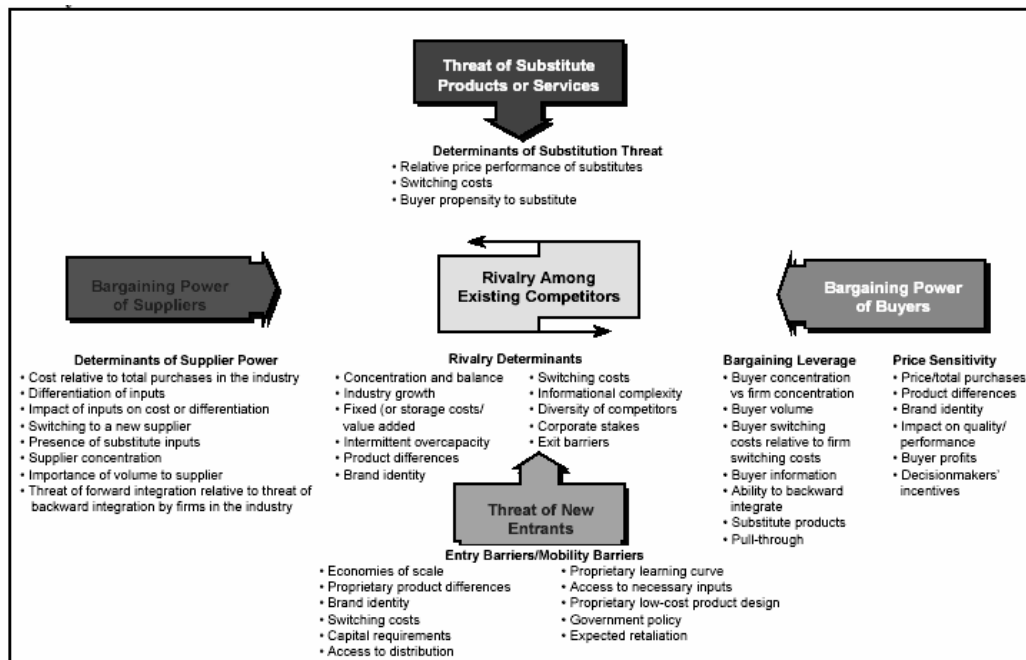 Threat of Substitute
Products or Services
Determinants of Substitution Threat
• Relative price performance of substitutes
• Switching costs
• Buyer propensity to substitute
Bargaining Power
of Suppliers
Rivalry Among
Existing Competitors
Bargaining Power
of Buyers
Determinants of Supplier Power
• Cost relative to total purchases in the industry
• Differentiation of inputs
• Impact of inputs on cost or differentiation
• Switching to a new supplier
• Presence of substitute inputs
• Supplier concentration
• Importance of volume to supplier
• Threat of forward integration relative to threat of
backward integration by firms in the industry
Rivalry Determinants
• Concentration and balance
• Industry growth
• Fixed (or storage costs/
value added
• Intermittent overcapacity
• Product differences
• Brand identity
• Switching costs
• Informational complexity
• Diversity of competitors
• Corporate stakes
• Exit barriers
Bargaining Leverage
• Buyer concentration
vs firm concentration
• Buyer volume
• Buyer switching
costs relative to firm
switching costs
• Buyer information
• Ability to backward
integrate
• Substitute products
• Pull-through
Price Sensitivity
• Price/total purchases
• Product differences
• Brand identity
• Impact on quality/
performance
• Buyer profits
• Decisionmakers'
incentives
Threat of New
Entrants
Entry Barriers/Mobility Barriers
• Economies of scale
• Proprietary product differences
• Brand identity
• Switching costs
• Capital requirements
• Access to distribution
• Proprietary learning curve
• Access to necessary inputs
• Proprietary low-cost product design
• Government policy
• Expected retaliation